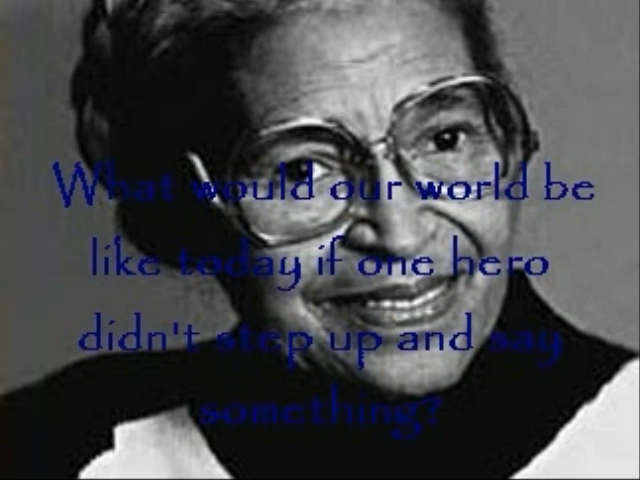 What would our world be
like today if one hero
didn't step up and say
something?